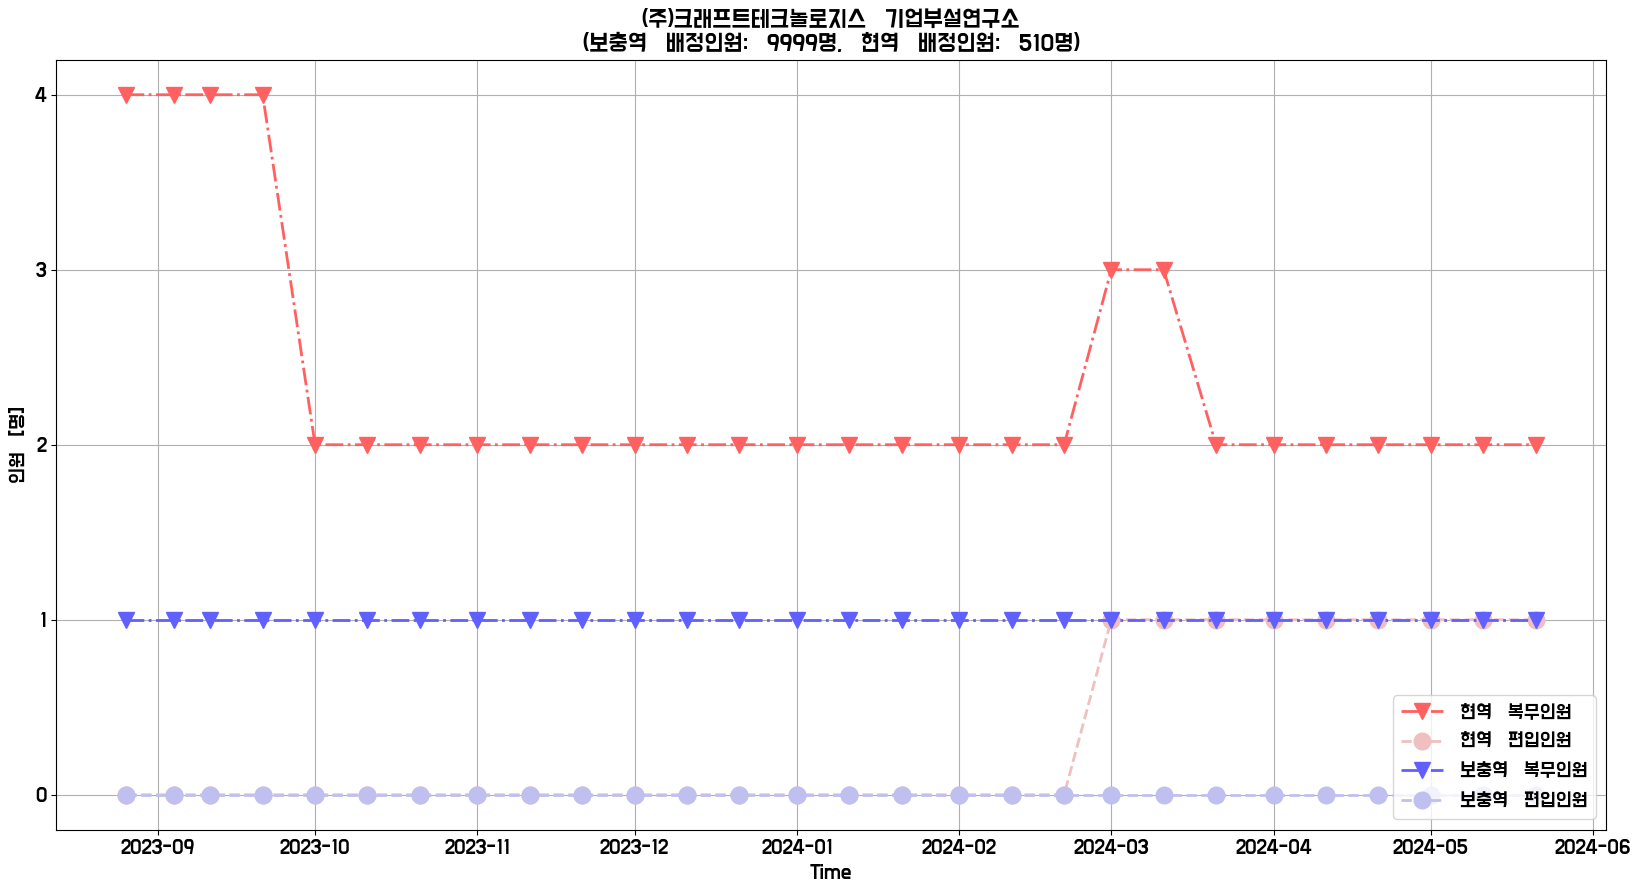 (주)크래프트테크놀로지스 기업부설연구소
(보충역 배정인원: 9999명, 현역 배정인원: 510명)
인원 [명]
4
3
2
1
0
현역 복무인원
현역 편입인원
보충역 복무인원
보충역 편입인원
2023-09 2023-10 2023-11 2023-12 2024-01 2024-02 2024-03 2024-04 2024-05 2024-06
Time